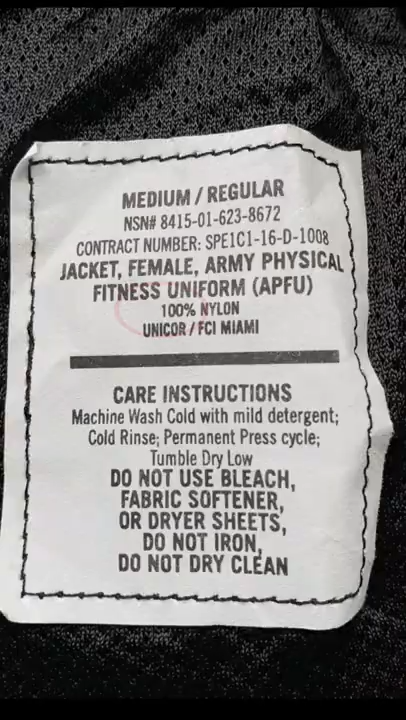 MEDIUM / REGULAR
NSN# 8415-01-623-8672
CONTRACT NUMBER: SPE1C1-16-D-1008
JACKET, FEMALE, ARMY PHYSICAL
FITNESS UNIFORM (APFU)
100% NYLON
UNICOR / FCI MIAMI
CARE INSTRUCTIONS
Machine Wash Cold with mild detergent;
Cold Rinse; Permanent Press cycle;
Tumble Dry Low
DO NOT USE BLEACH,
FABRIC SOFTENER,
OR DRYER SHEETS,
DO NOT IRON,
DO NOT DRY CLEAN